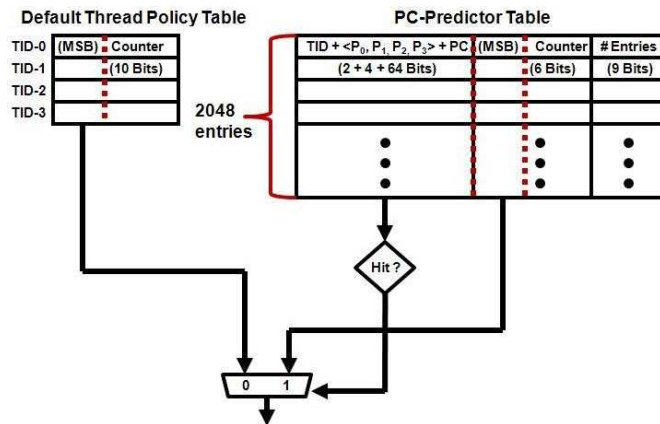 Default Thread Policy Table
TID-0 (MSB) Counter
TID-1 (10 Bits)
TID-2
TID-3
PC-Predictor Table
TID + <P0, P1, P2, P3> + PC (MSB) Counter # Entries
(2 + 4 + 64 Bits) (6 Bits) (9 Bits)
2048
entries
Hit ?
0 1